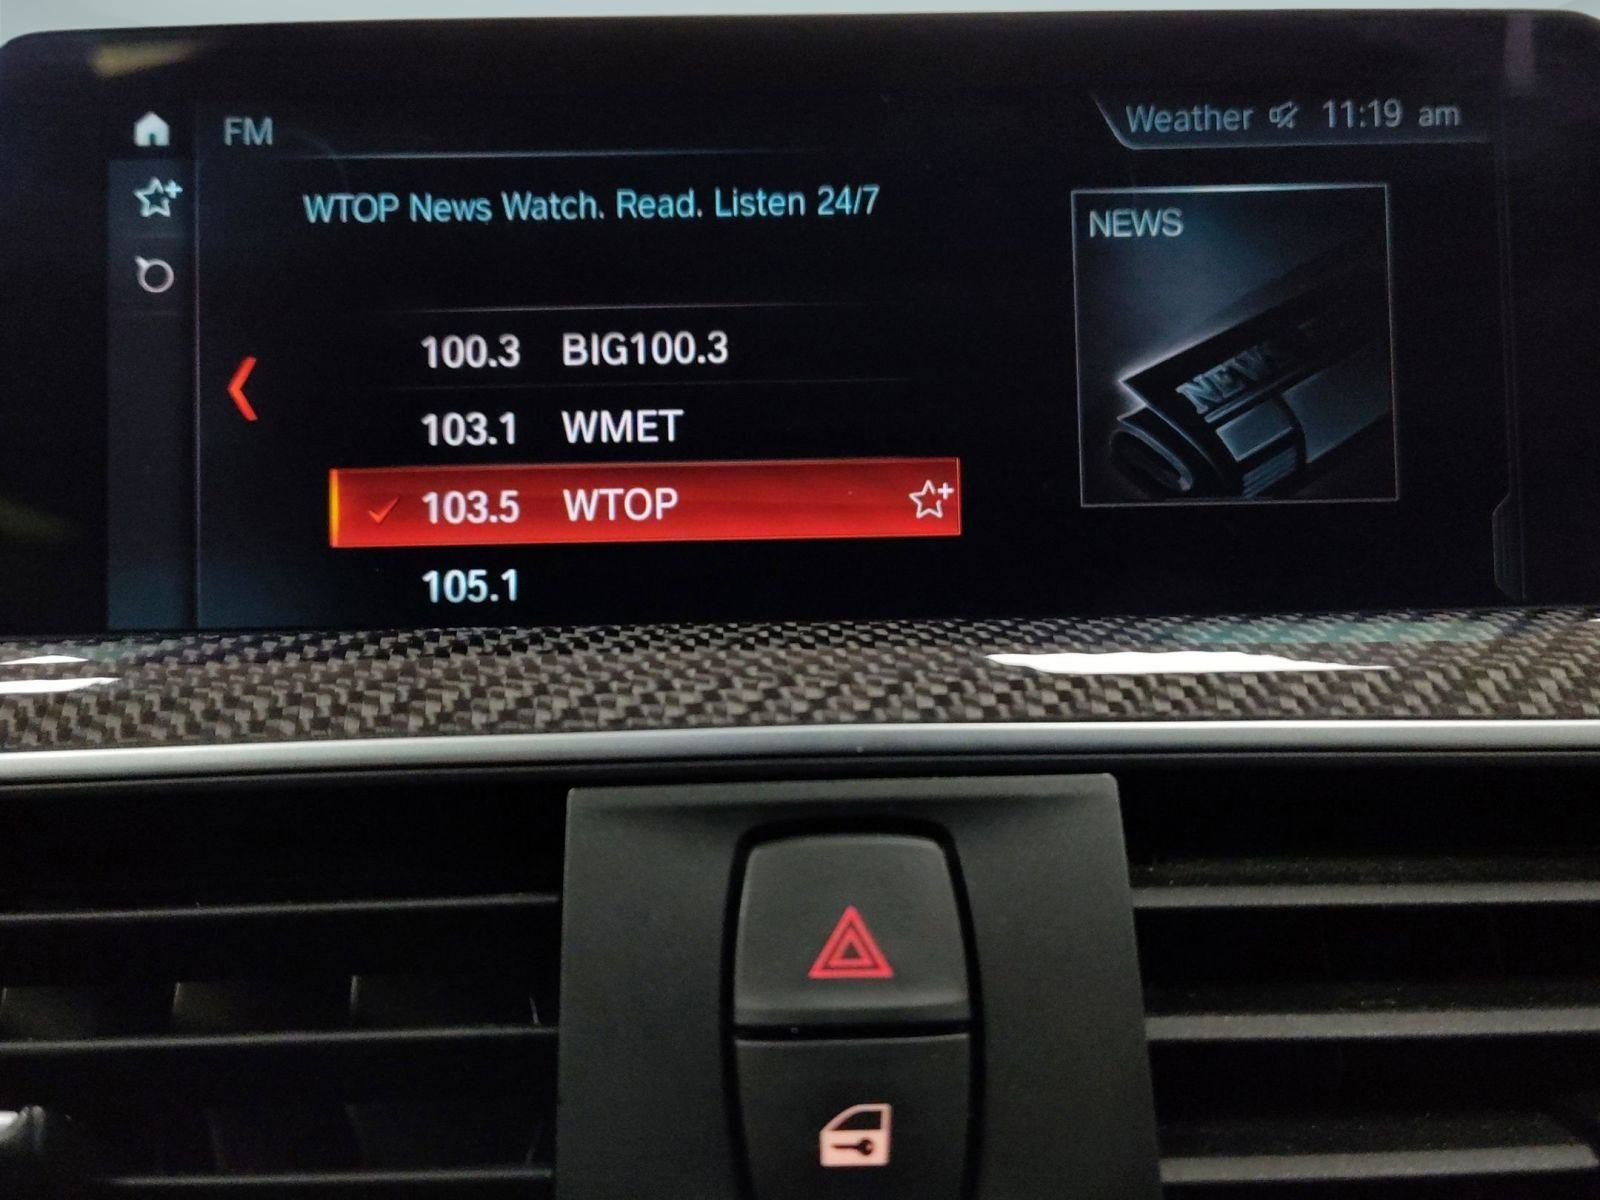 FM
Weather 11:19 am
WTOP News Watch. Read. Listen 24/7
NEWS
100.3 BIG100.3
103.1 WMET
NEWS
103.5 WTOP
105.1